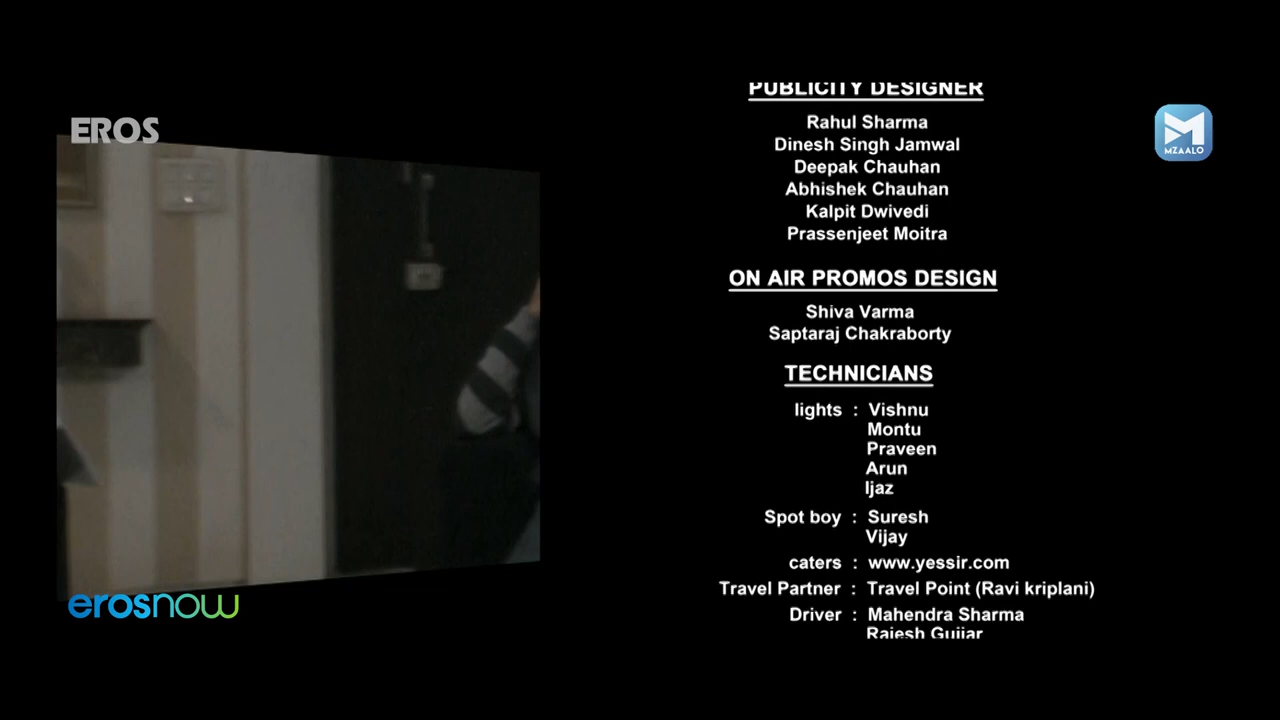 PUBLICITY DESIGNER
Rahul Sharma
Dinesh Singh Jamwal
Deepak Chauhan
Abhishek Chauhan
Kalpit Dwivedi
Prassenjeet Moitra
ON AIR PROMOS DESIGN
Shiva Varma
Saptaraj Chakraborty
TECHNICIANS
lights : Vishnu
Montu
Praveen
Arun
Ijaz
Spot boy : Suresh
Vijay
caters : www.yessir.com
Travel Partner : Travel Point (Ravi kriplani)
Driver : Mahendra Sharma
Rajesh Gujjar
EROS
erosnow
MZAALO